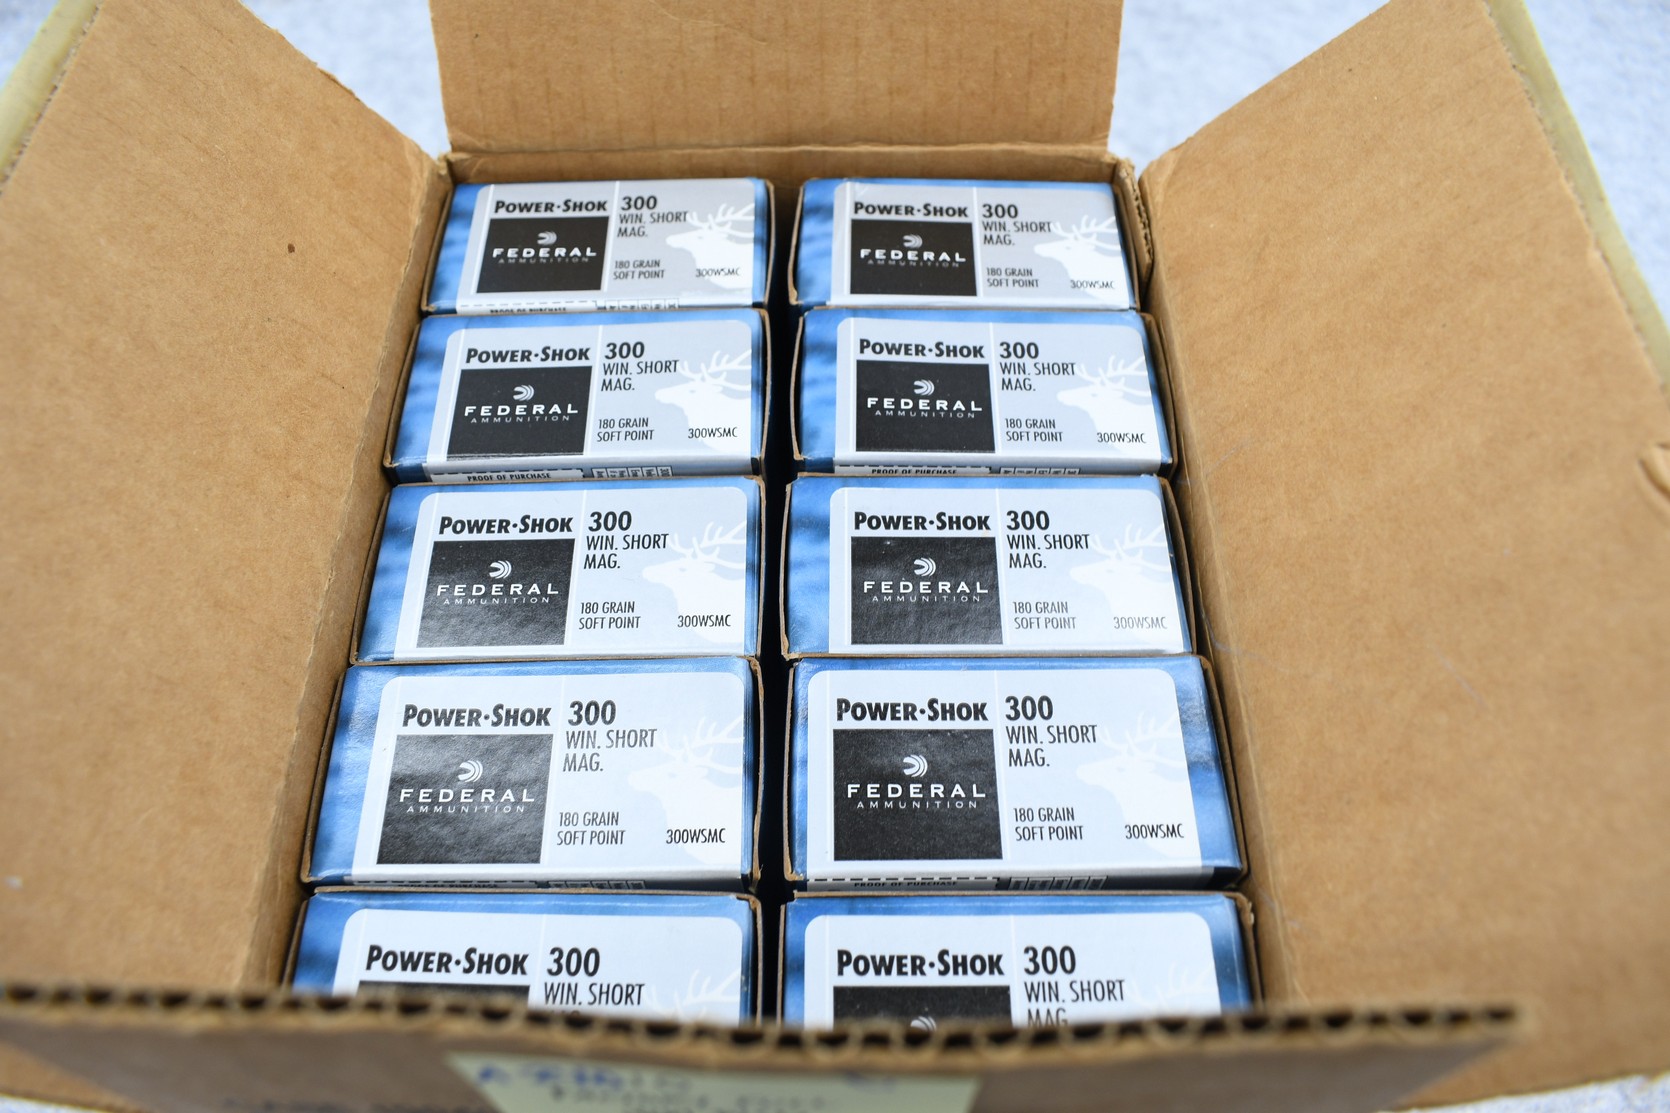 POWER·SHOK 300
WIN. SHORT
MAG.
FEDERAL
AMMUNITION
180 GRAIN
SOFT POINT
300WSMC
PROOF OF PURCHASE
POWER·SHOK 300
WIN. SHORT
MAG.
FEDERAL
AMMUNITION
180 GRAIN
SOFT POINT
300WSMC
POWER·SHOK 300
WIN. SHORT
MAG.
FEDERAL
AMMUNITION
180 GRAIN
SOFT POINT
300WSMC
PROOF OF PURCHASE
POWER·SHOK 300
WIN. SHORT
MAG.
FEDERAL
AMMUNITION
180 GRAIN
SOFT POINT
300WSMC
PROOF OF PURCHASE
POWER·SHOK 300
WIN. SHORT
MAG.
FEDERAL
AMMUNITION
180 GRAIN
SOFT POINT
300WSMC
POWER·SHOK 300
WIN. SHORT
MAG.
FEDERAL
AMMUNITION
180 GRAIN
SOFT POINT
300WSMC
POWER·SHOK 300
WIN. SHORT
MAG.
FEDERAL
AMMUNITION
180 GRAIN
SOFT POINT
300WSMC
POWER·SHOK 300
WIN. SHORT
MAG.
FEDERAL
AMMUNITION
180 GRAIN
SOFT POINT
300WSMC
PROOF OF PURCHASE
POWER·SHOK 300
WIN. SHORT
POWER·SHOK 300
WIN. SHORT
MAG.